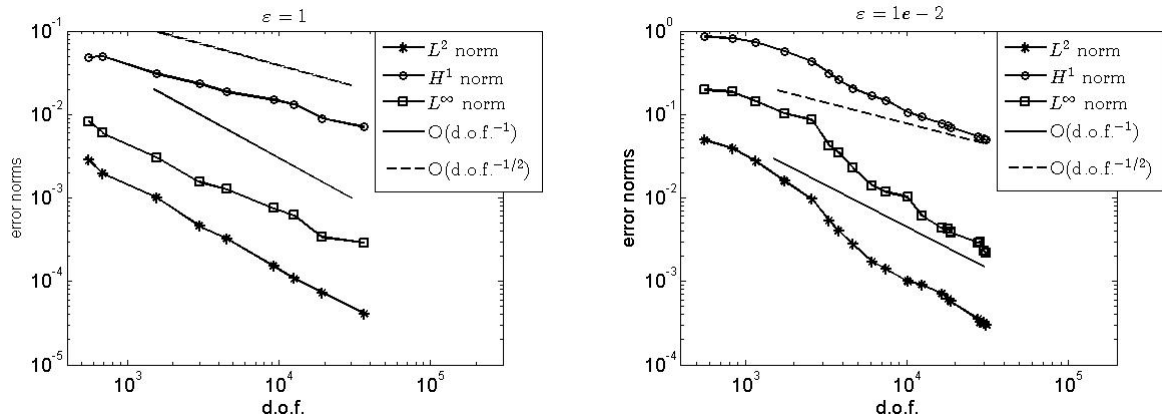 ε = 1
10^{-1}
10^{-2}
10^{-3}
10^{-4}
10^{-5}
error norms
10^3
10^4
10^5
d.o.f.
L^2 norm
H^1 norm
L^∞ norm
O(d.o.f.^{-1})
O(d.o.f.^{-1/2})
ε = 1e − 2
10^0
10^{-1}
10^{-2}
10^{-3}
10^{-4}
error norms
10^3
10^4
10^5
d.o.f.
L^2 norm
H^1 norm
L^∞ norm
O(d.o.f.^{-1})
O(d.o.f.^{-1/2})